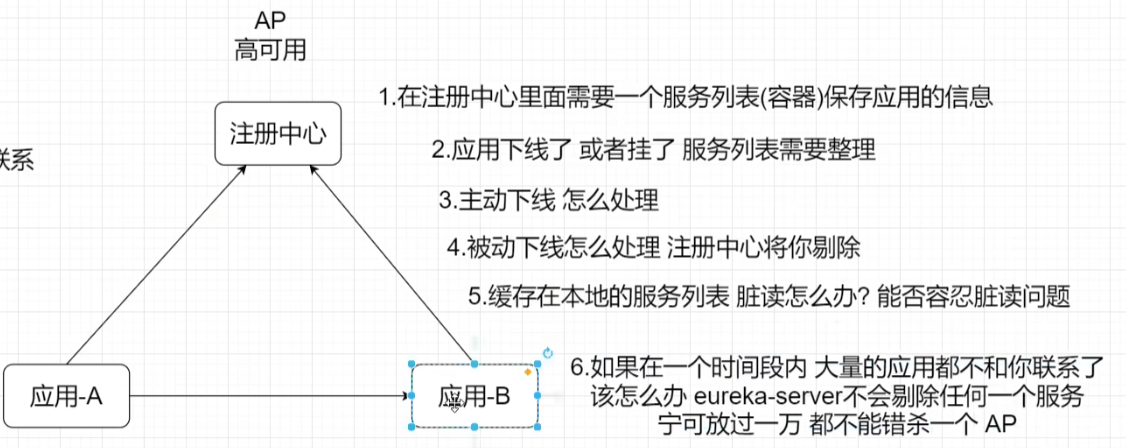 AP
高可用
1.在注册中心里面需要一个服务列表(容器)保存应用的信息
注册中心
2.应用下线了 或者挂了 服务列表需要整理
联系
3.主动下线 怎么处理
4.被动下线怎么处理 注册中心将你剔除
5.缓存在本地的服务列表 脏读怎么办? 能否容忍脏读问题
6.如果在一个时间段内 大量的应用都不和你联系了
该怎么办 eureka-server不会剔除任何一个服务
宁可放过一万 都不能错杀一个 AP
应用-A
应用-B